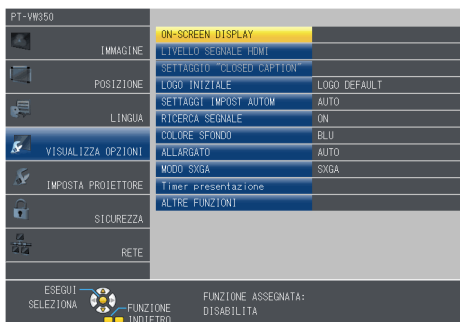 PT-VW350
IMMAGINE
POSIZIONE
LINGUA
VISUALIZZA OPZIONI
IMPOSTA PROIETTORE
SICUREZZA
RETE
ON-SCREEN DISPLAY
LIVELLO SEGNALE HDMI
SETTAGGIO "CLOSED CAPTION"
LOGO INIZIALE LOGO DEFAULT
SETTAGGI IMPOST AUTOM AUTO
RICERCA SEGNALE ON
COLORE SFONDO BLU
ALLARGATO AUTO
MODO SXGA SXGA
Timer presentazione
ALTRE FUNZIONI
ESEGUI
SELEZIONA
FUNZIONE
INDIETRO
FUNZIONE ASSEGNATA:
DISABILITA